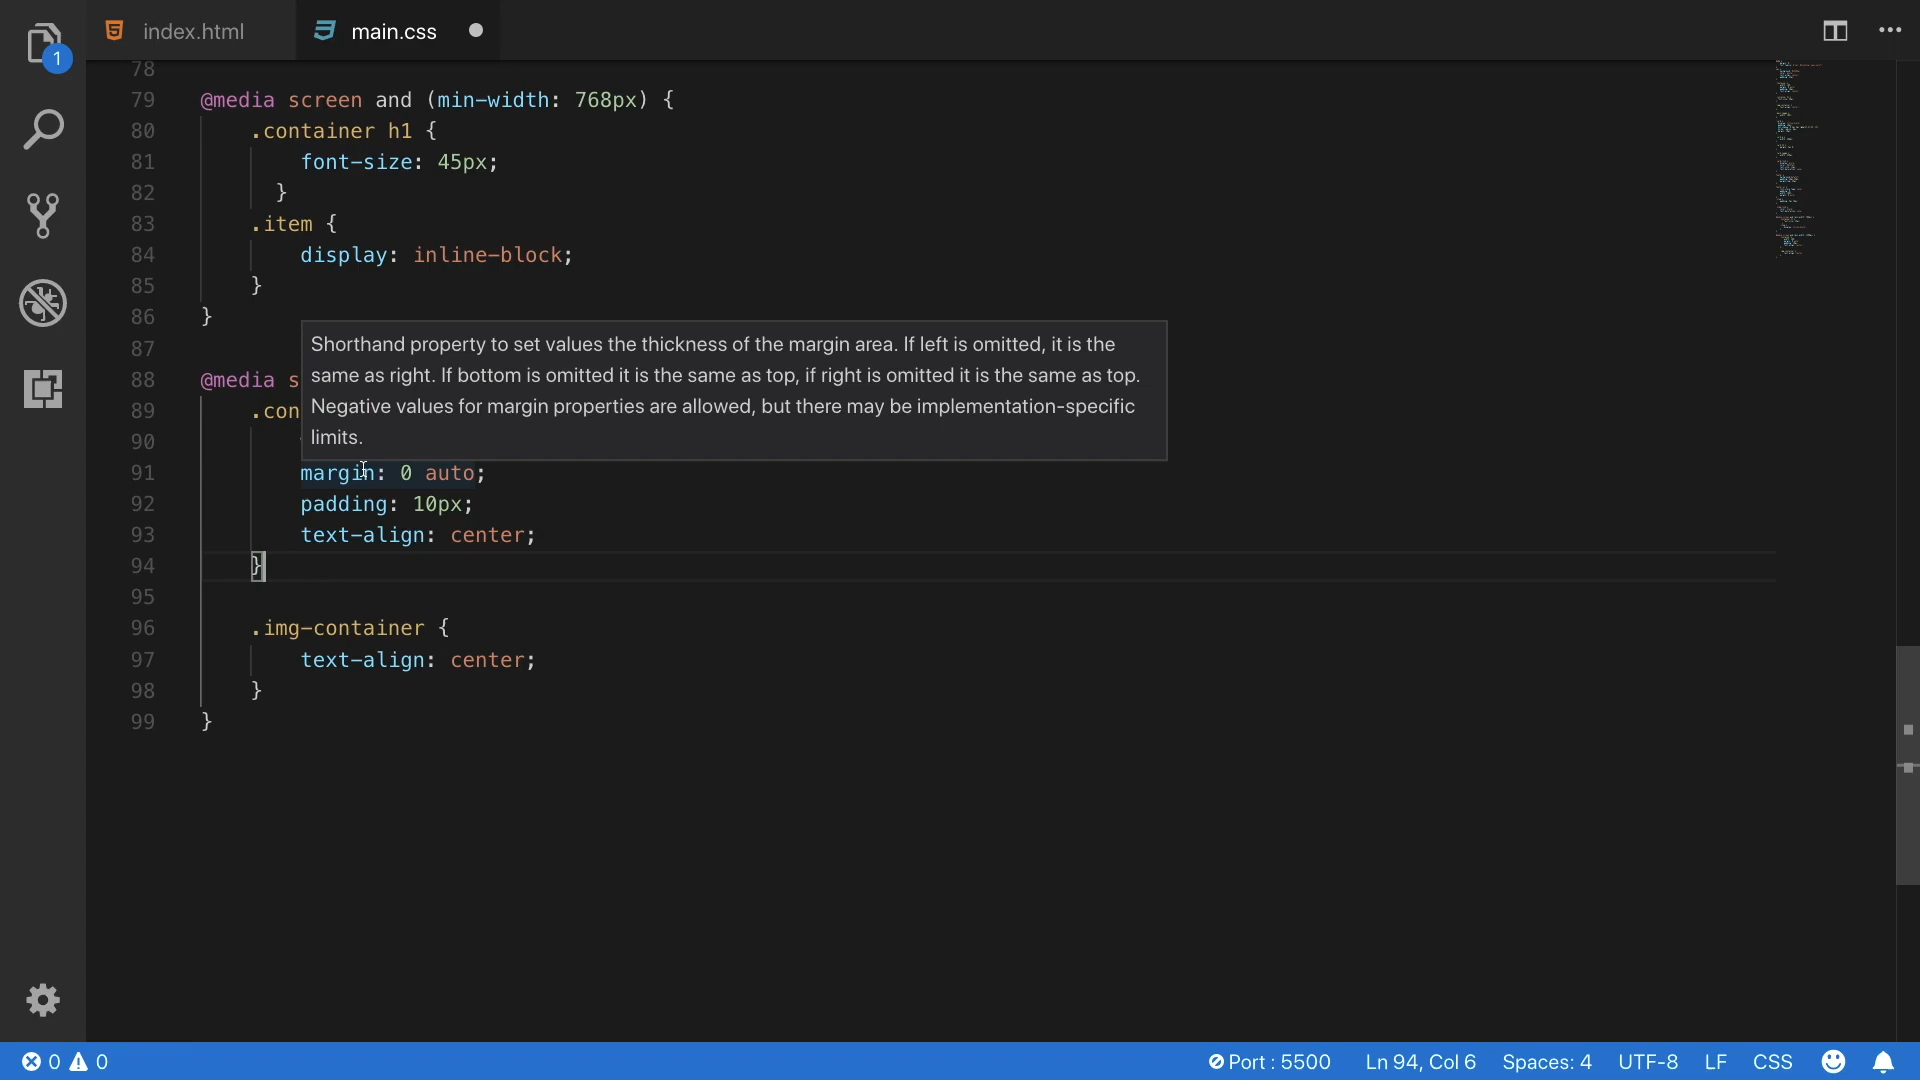 index.html
main.css
1
78
79 @media screen and (min-width: 768px) {
80 .container h1 {
81 font-size: 45px;
82 }
83 .item {
84 display: inline-block;
85 }
86 }
87
Shorthand property to set values the thickness of the margin area. If left is omitted, it is the
same as right. If bottom is omitted it is the same as top, if right is omitted it is the same as top.
Negative values for margin properties are allowed, but there may be implementation-specific
limits.
88 @media s
89 .con
90
91 margin: 0 auto;
92 padding: 10px;
93 text-align: center;
94 }
95
96 .img-container {
97 text-align: center;
98 }
99 }
0 0 Port : 5500 Ln 94, Col 6 Spaces: 4 UTF-8 LF CSS